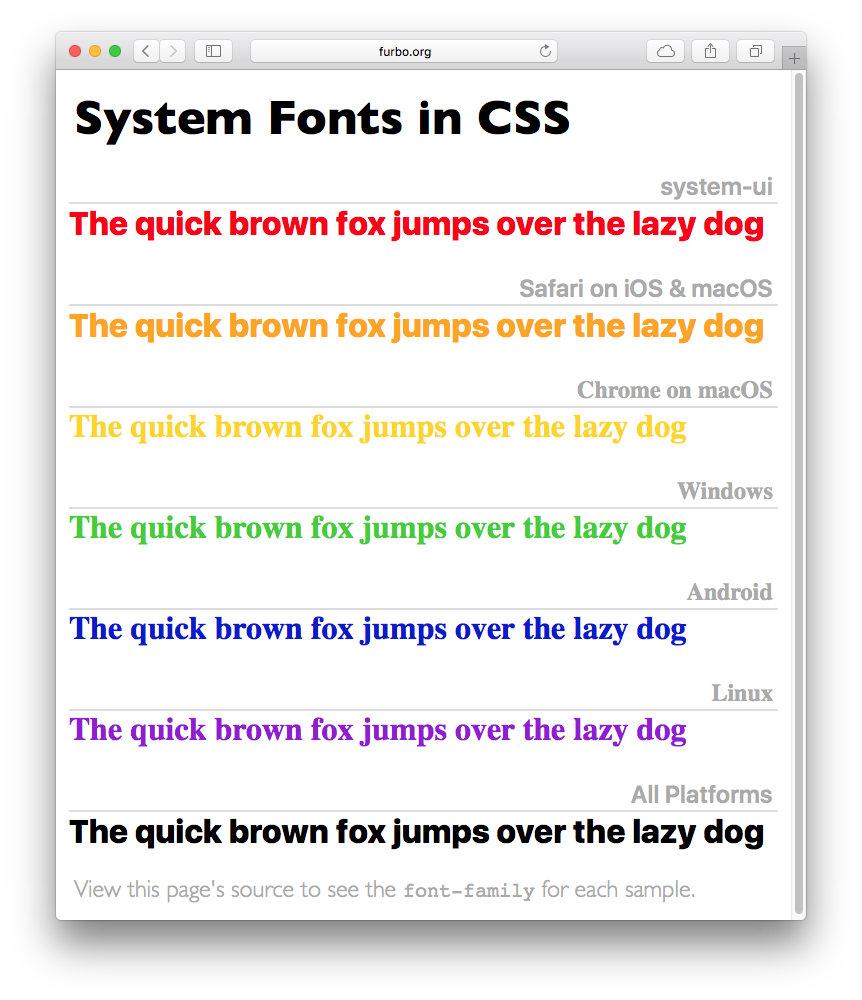 furbo.org
System Fonts in CSS
system-ui
The quick brown fox jumps over the lazy dog
Safari on iOS & macOS
The quick brown fox jumps over the lazy dog
Chrome on macOS
The quick brown fox jumps over the lazy dog
Windows
The quick brown fox jumps over the lazy dog
Android
The quick brown fox jumps over the lazy dog
Linux
The quick brown fox jumps over the lazy dog
All Platforms
The quick brown fox jumps over the lazy dog
View this page's source to see the font-family for each sample.